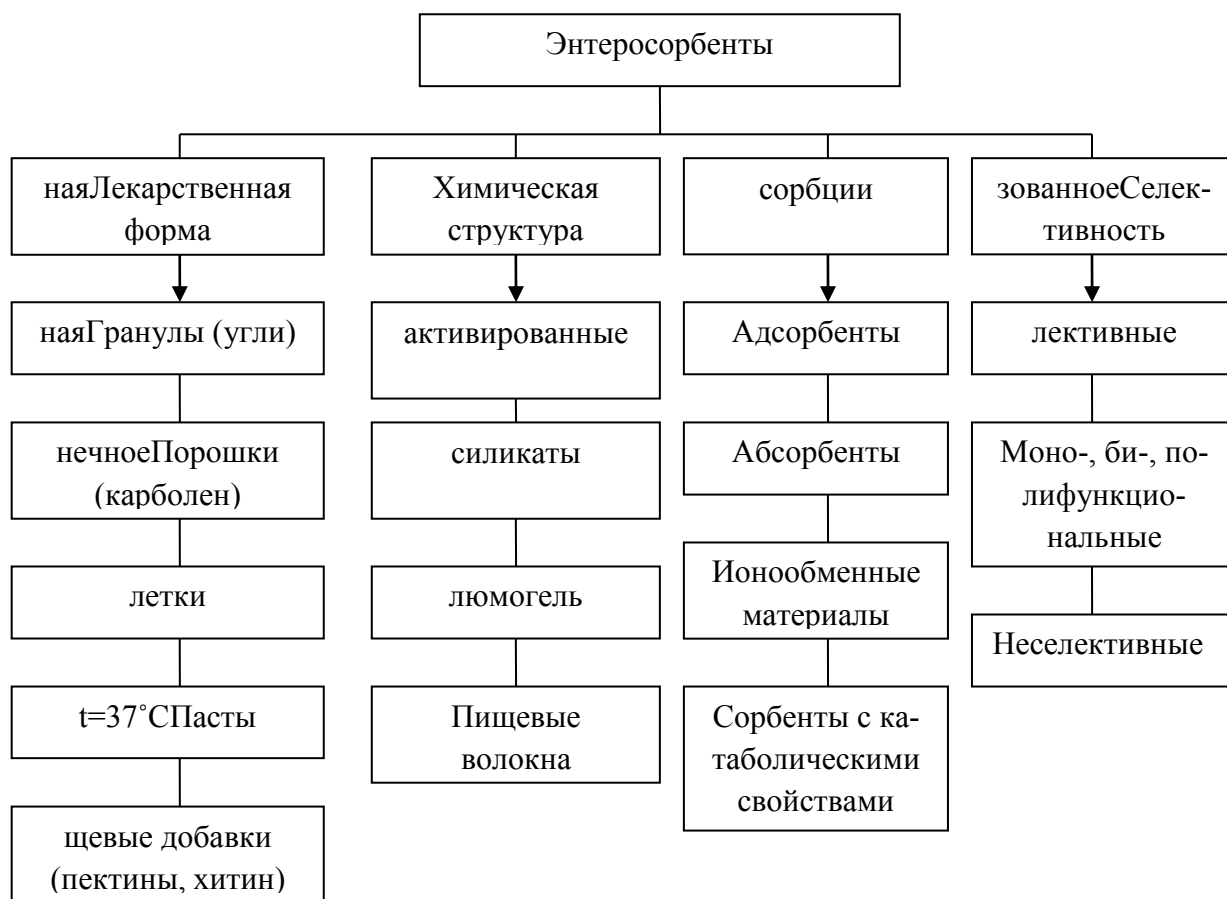 Энтеросорбенты
наяЛекарственная
форма
Химическая
структура
сорбции
зованноеСелек-
тивность
наяГранулы (угли)
активированные
Адсорбенты
лективные
нечноеПорошки
(карболен)
силикаты
Абсорбенты
Моно-, би-, по-
лифункцио-
нальные
летки
люмогель
Ионообменные
материалы
Неселективные
t=37˚СПасты
Пищевые
волокна
Сорбенты с ка-
таболическими
свойствами
щевые добавки
(пектины, хитин)